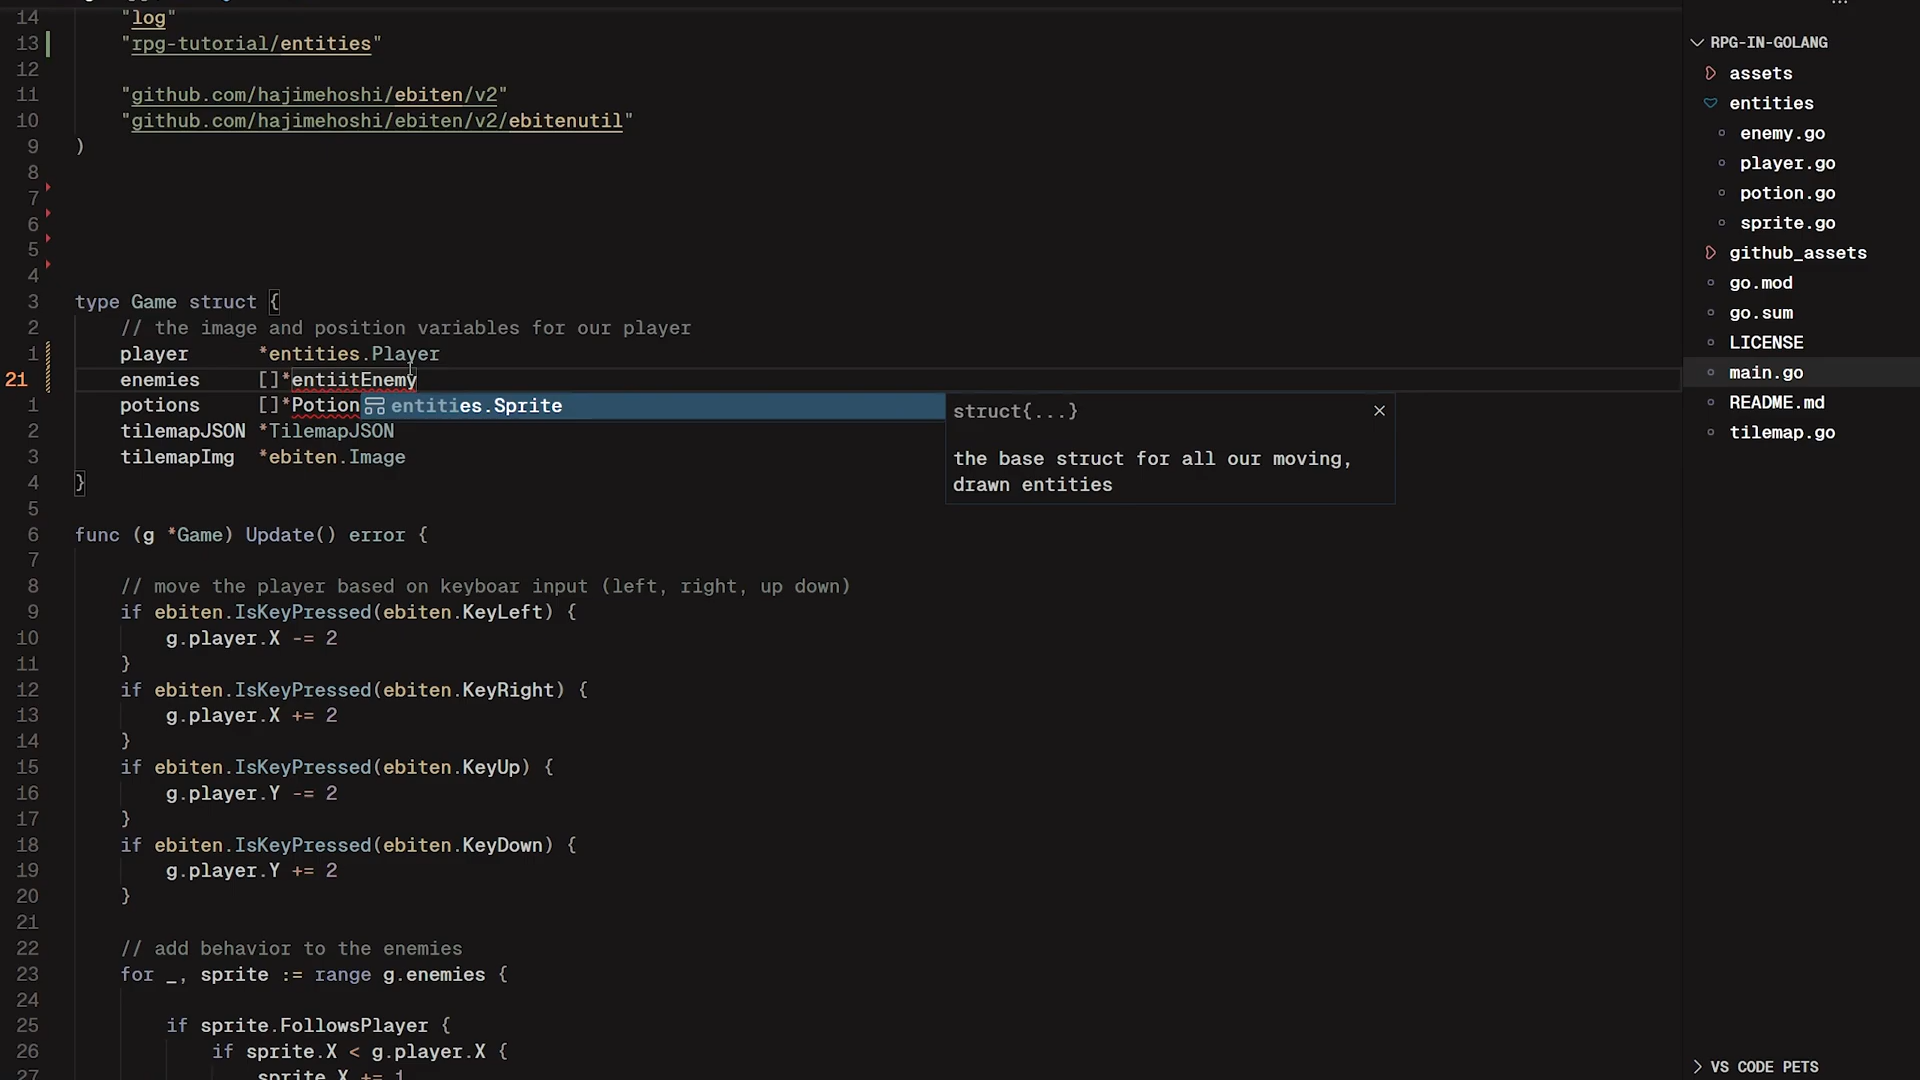 14 "log"
13 "rpg-tutorial/entities"
12
11 "github.com/hajimehoshi/ebiten/v2"
10 "github.com/hajimehoshi/ebiten/v2/ebitenutil"
9 )
8
7
6
5
4
3 type Game struct {
2 // the image and position variables for our player
1 player *entities.Player
21 enemies []*entiitEnemy
1 potions []*Potion
entities.Sprite
struct{...}
×
the base struct for all our moving,
drawn entities
2 tilemapJSON *TilemapJSON
3 tilemapImg *ebiten.Image
4 }
5
6 func (g *Game) Update() error {
7
8 // move the player based on keyboar input (left, right, up down)
9 if ebiten.IsKeyPressed(ebiten.KeyLeft) {
10 g.player.X -= 2
11 }
12 if ebiten.IsKeyPressed(ebiten.KeyRight) {
13 g.player.X += 2
14 }
15 if ebiten.IsKeyPressed(ebiten.KeyUp) {
16 g.player.Y -= 2
17 }
18 if ebiten.IsKeyPressed(ebiten.KeyDown) {
19 g.player.Y += 2
20 }
21
22 // add behavior to the enemies
23 for _, sprite := range g.enemies {
24
25 if sprite.FollowsPlayer {
26 if sprite.X < g.player.X {
27 sprite.X += 1
RPG-IN-GOLANG
assets
entities
enemy.go
player.go
potion.go
sprite.go
github_assets
go.mod
go.sum
LICENSE
main.go
README.md
tilemap.go
VS CODE PETS